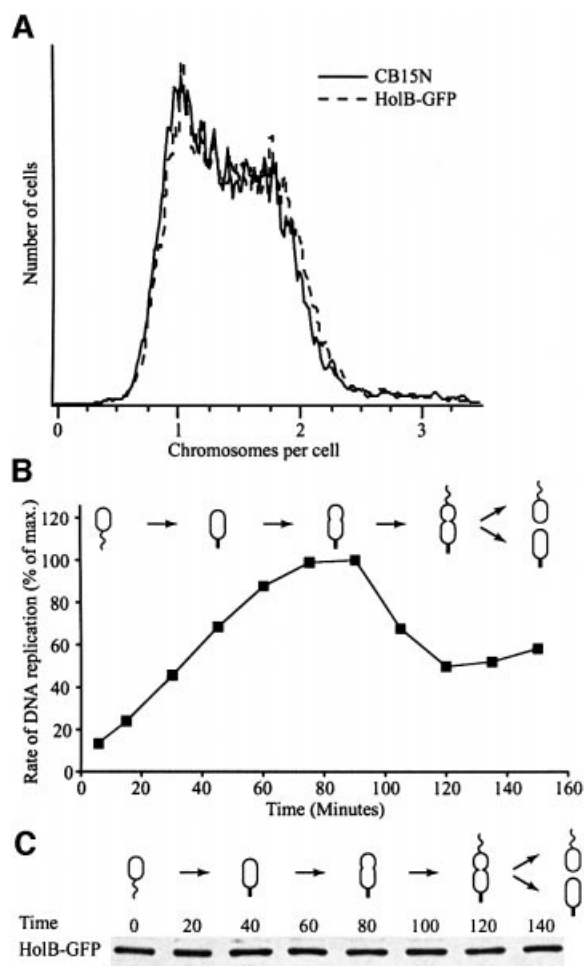 A
CB15N
HolB-GFP
Number of cells
0 1 2 3
Chromosomes per cell
B
Rate of DNA replication (% of max.)
120
100
80
60
40
20
0
0 20 40 60 80 100 120 140 160
Time (Minutes)
C
Time 0 20 40 60 80 100 120 140
HolB-GFP